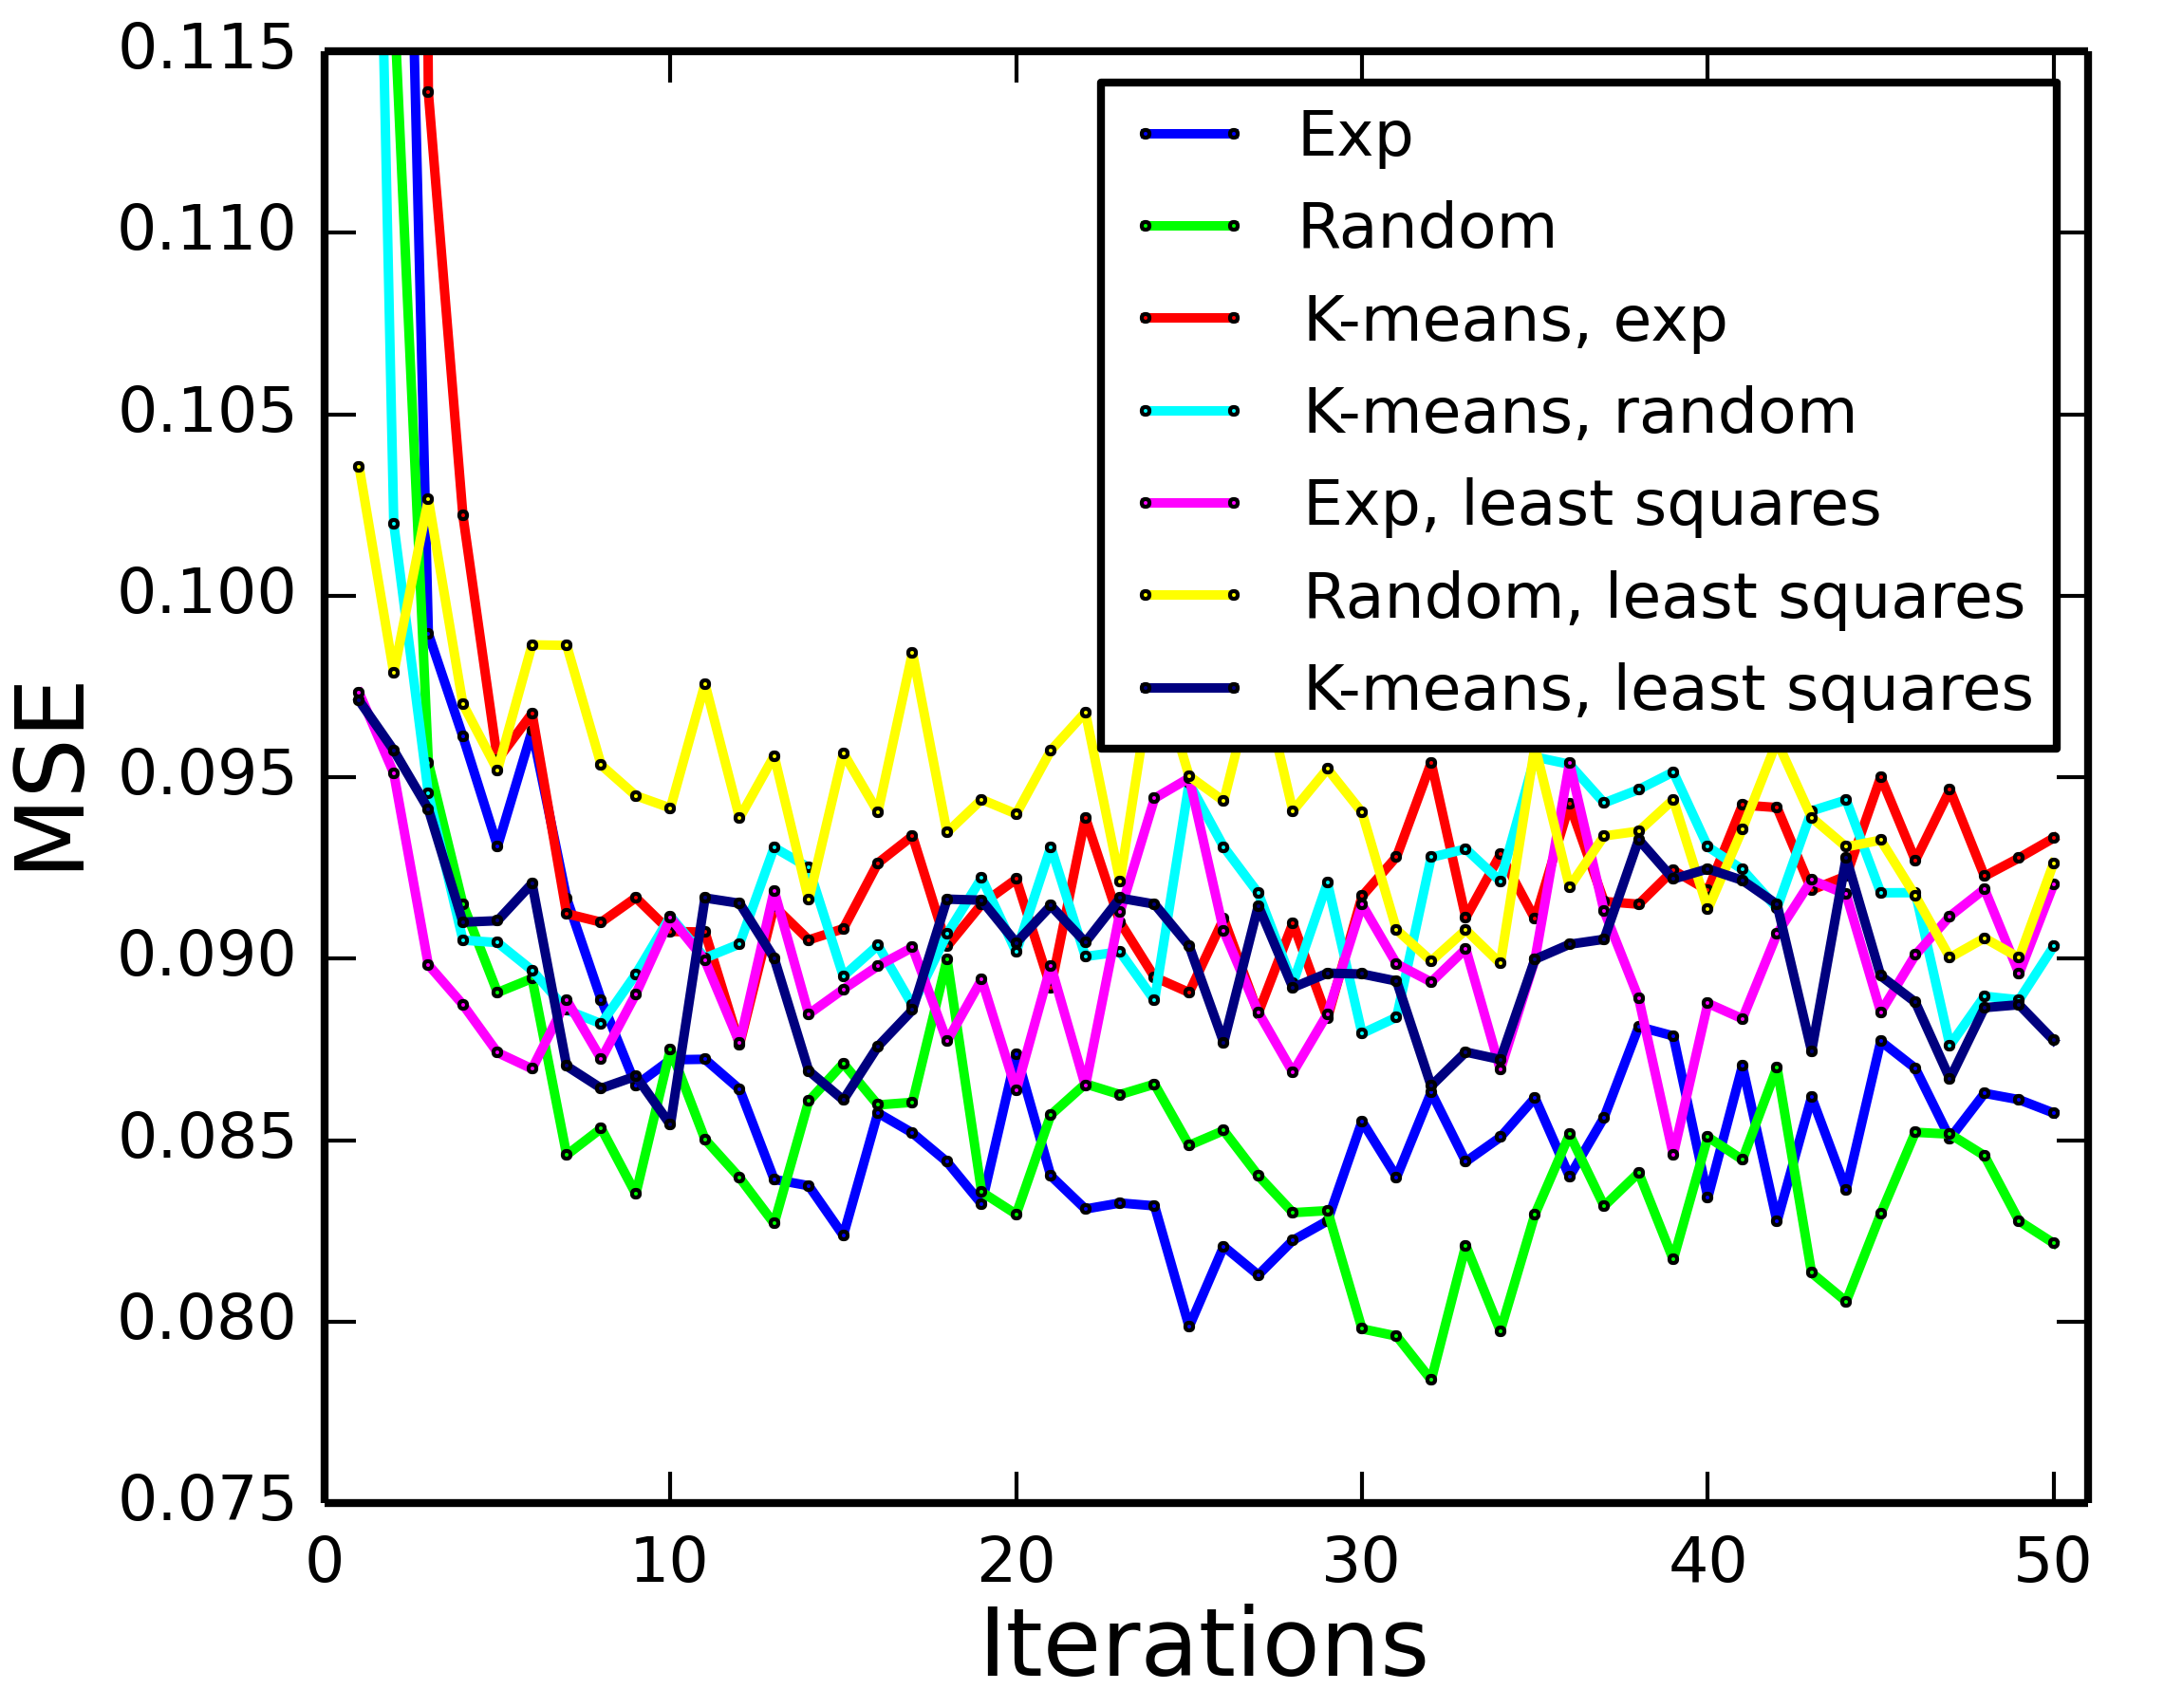 0.115
0.110
0.105
0.100
0.095
0.090
0.085
0.080
0.075
MSE
Exp
Random
K-means, exp
K-means, random
Exp, least squares
Random, least squares
K-means, least squares
0 10 20 30 40 50
Iterations